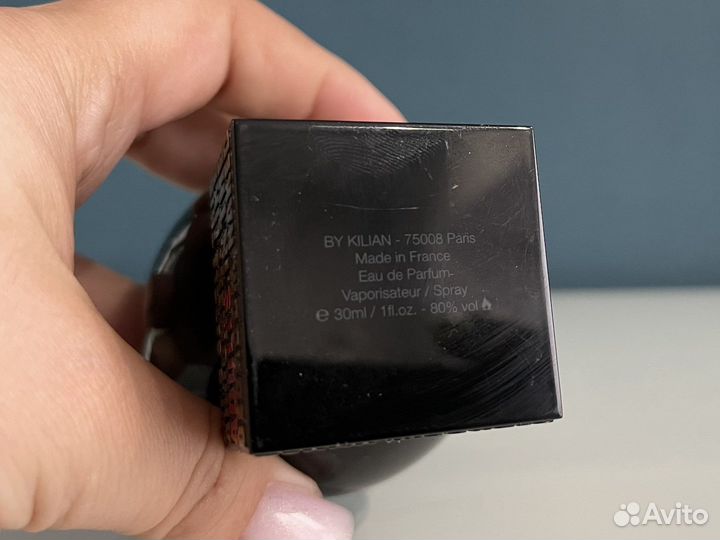 BY KILIAN - 75008 Paris
Made in France
Eau de Parfum-
Vaporisateur / Spray
℮ 30ml / 1fl.oz. - 80% vol
Avito